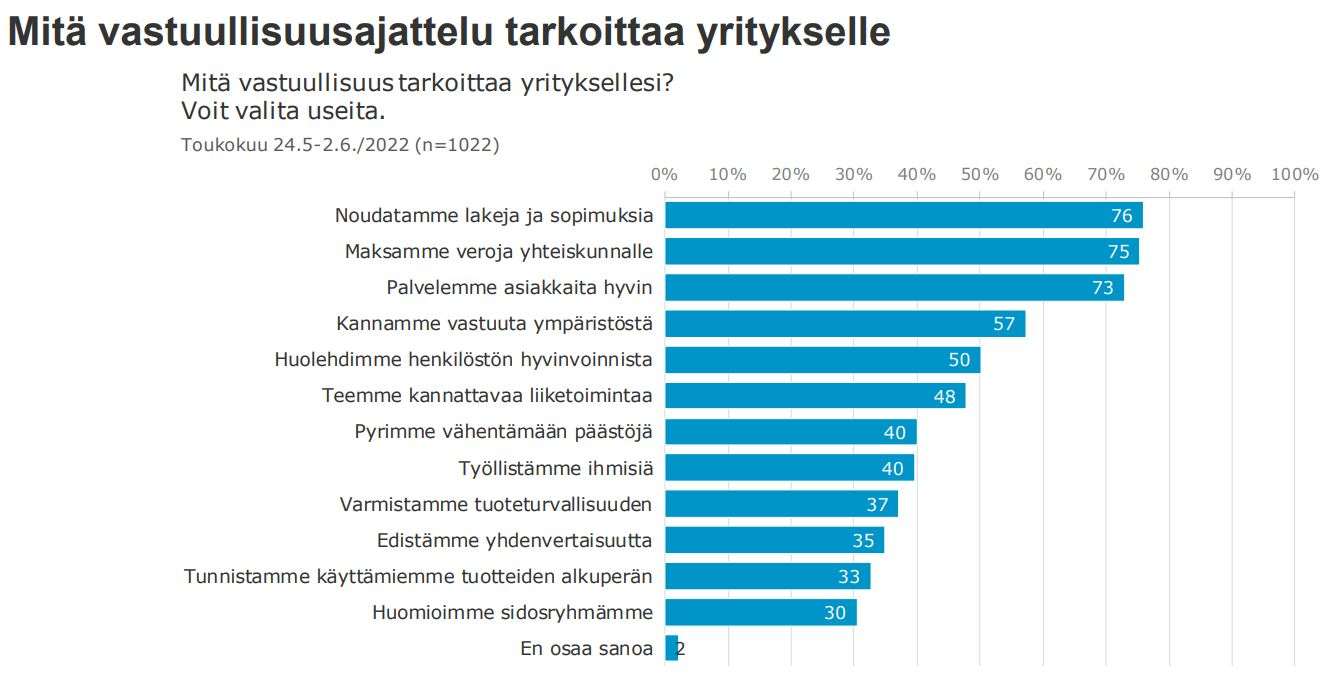 Mitä vastuullisuusajattelu tarkoittaa yritykselle
Mitä vastuullisuus tarkoittaa yrityksellesi?
Voit valita useita.
Toukokuu 24.5-2.6./2022 (n=1022)
0% 10% 20% 30% 40% 50% 60% 70% 80% 90% 100%
Noudatamme lakeja ja sopimuksia 76
Maksamme veroja yhteiskunnalle 75
Palvelemme asiakkaita hyvin 73
Kannamme vastuuta ympäristöstä 57
Huolehdimme henkilöstön hyvinvoinnista 50
Teemme kannattavaa liiketoimintaa 48
Pyrimme vähentämään päästöjä 40
Työllistämme ihmisiä 40
Varmistamme tuoteturvallisuuden 37
Edistämme yhdenvertaisuutta 35
Tunnistamme käyttämiemme tuotteiden alkuperän 33
Huomioimme sidosryhmämme 30
En osaa sanoa 2